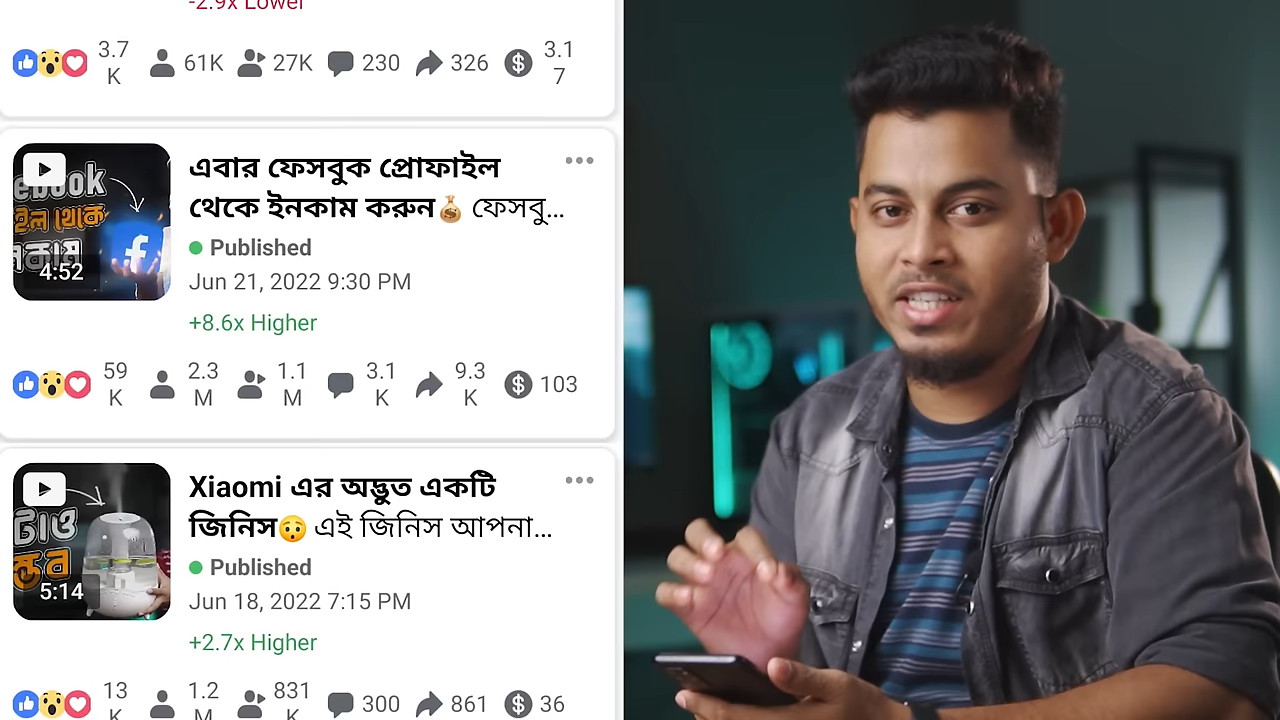 -2.9x Lower
3.7
K
61K
27K
230
326
3.1
7
ebook
ইল থেকে
নকাম
4:52
এবার ফেসবুক প্রোফাইল
থেকে ইনকাম করুন💰 ফেসবু...
Published
Jun 21, 2022 9:30 PM
+8.6x Higher
59
K
2.3
M
1.1
M
3.1
K
9.3
K
103
টাও
5:14
Xiaomi এর অদ্ভুত একটি
জিনিস😯 এই জিনিস আপনা...
Published
Jun 18, 2022 7:15 PM
+2.7x Higher
13
K
1.2
M
831
K
300
861
36